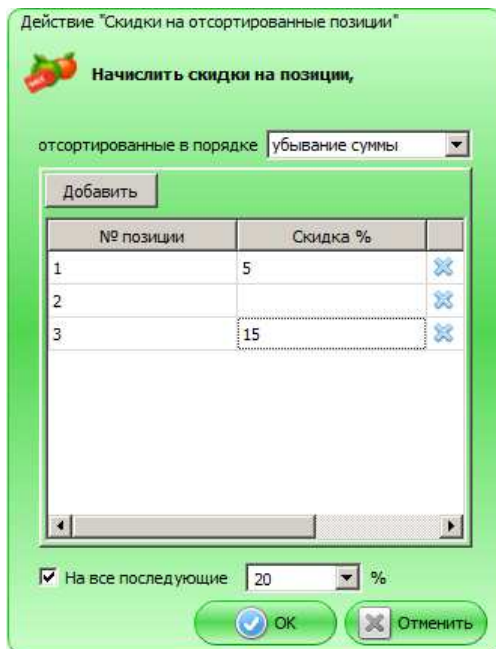 Действие "Скидки на отсортированные позиции"
Начислить скидки на позиции,
отсортированные в порядке убывание суммы
Добавить
№ позиции Скидка %
1 5
2
3 15
На все последующие 20 %
OK Отменить